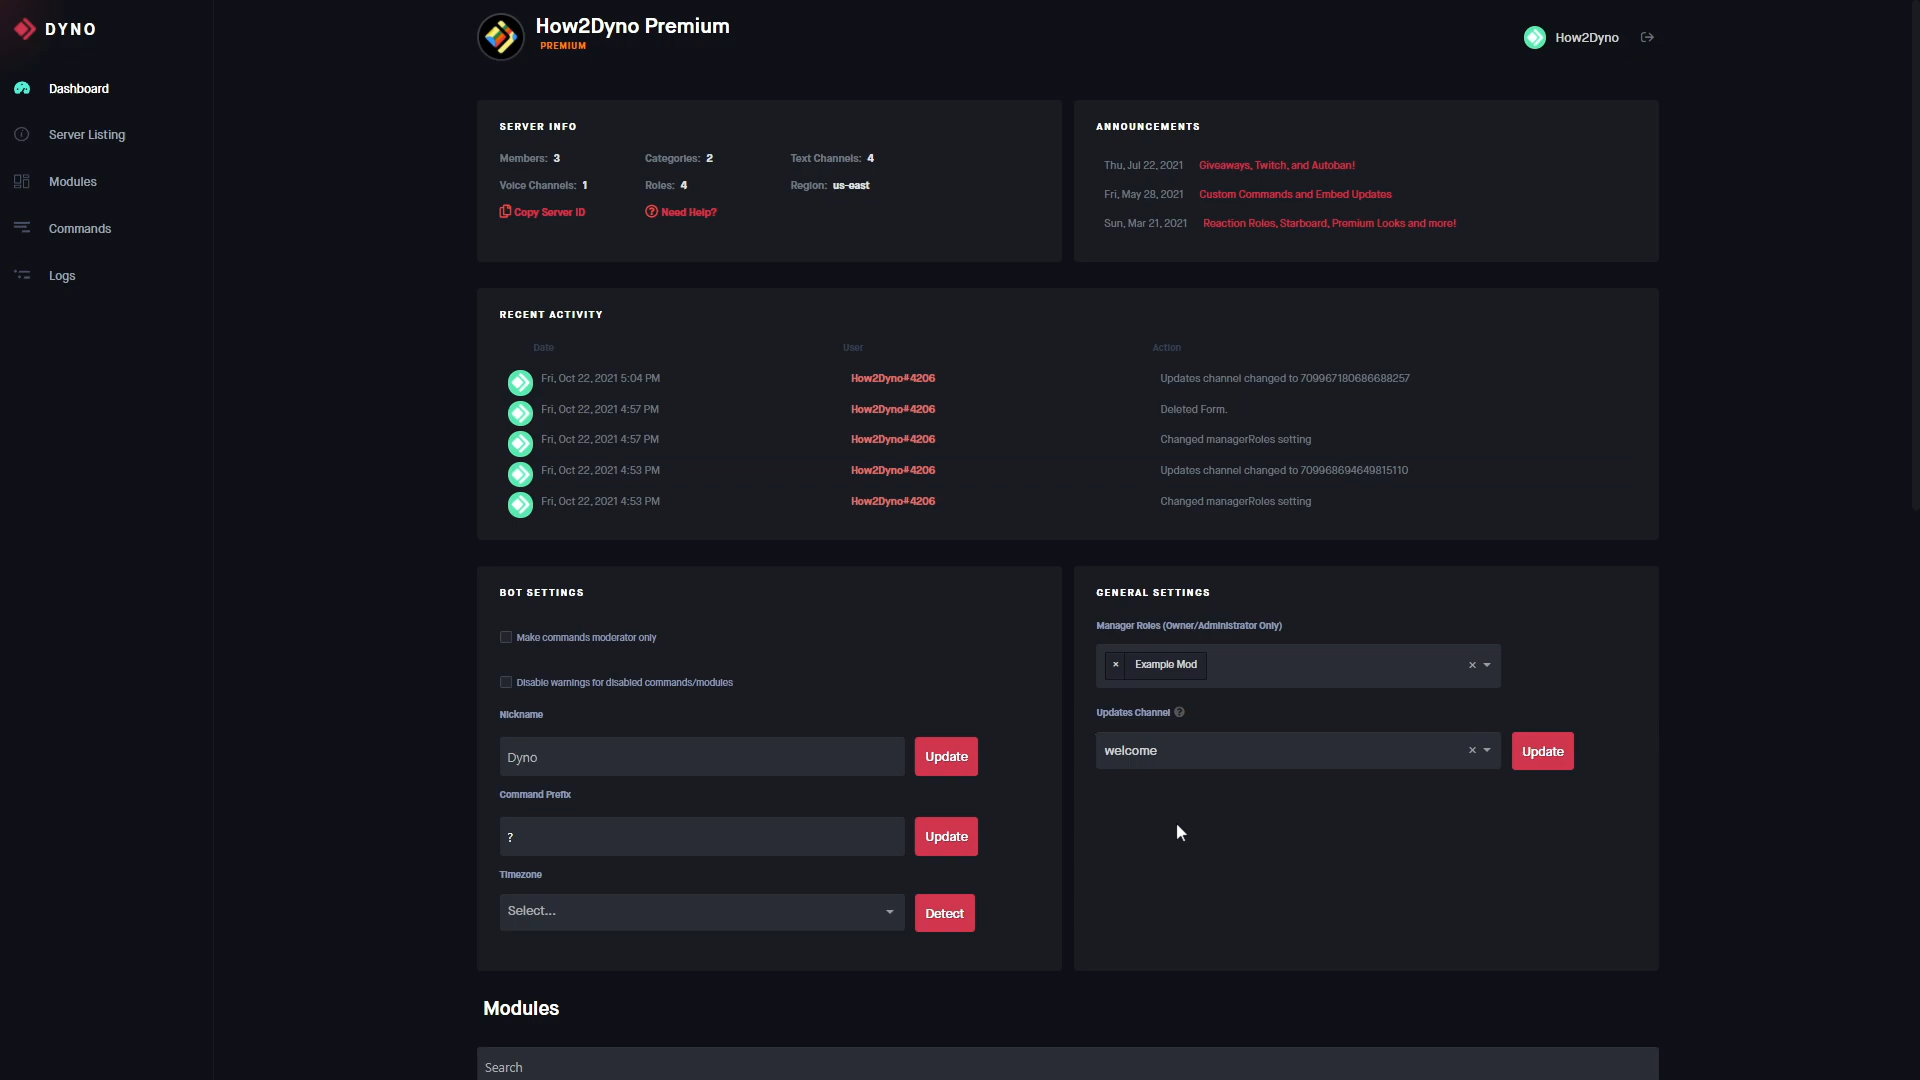 DYNO
Dashboard
Server Listing
Modules
Commands
Logs
How2Dyno Premium
PREMIUM
How2Dyno
SERVER INFO
Members: 3
Categories: 2
Text Channels: 4
Voice Channels: 1
Roles: 4
Region: us-east
Copy Server ID
Need Help?
ANNOUNCEMENTS
Thu, Jul 22, 2021 Giveaways, Twitch, and Autoban!
Fri, May 28, 2021 Custom Commands and Embed Updates
Sun, Mar 21, 2021 Reaction Roles, Starboard, Premium Looks and more!
RECENT ACTIVITY
Date User Action
Fri, Oct 22, 2021 5:04 PM How2Dyno#4206 Updates channel changed to 709967180686688257
Fri, Oct 22, 2021 4:57 PM How2Dyno#4206 Deleted Form.
Fri, Oct 22, 2021 4:57 PM How2Dyno#4206 Changed managerRoles setting
Fri, Oct 22, 2021 4:53 PM How2Dyno#4206 Updates channel changed to 709968694649815110
Fri, Oct 22, 2021 4:53 PM How2Dyno#4206 Changed managerRoles setting
BOT SETTINGS
Make commands moderator only
Disable warnings for disabled commands/modules
Nickname
Dyno
Update
Command Prefix
?
Update
Timezone
Select...
Detect
GENERAL SETTINGS
Manager Roles (Owner/Administrator Only)
× Example Mod ×
Updates Channel ?
welcome ×
Update
Modules
Search